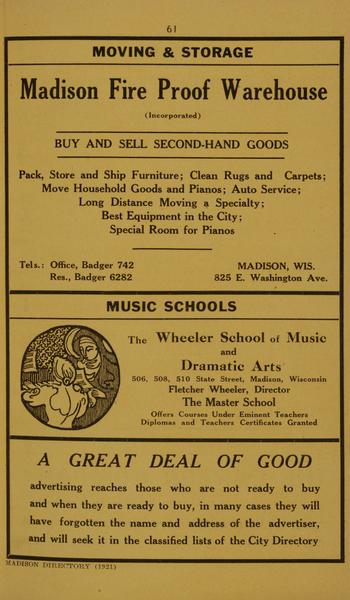 61
MOVING & STORAGE
Madison Fire Proof Warehouse
(Incorporated)
BUY AND SELL SECOND-HAND GOODS
Pack, Store and Ship Furniture; Clean Rugs and Carpets;
Move Household Goods and Pianos; Auto Service;
Long Distance Moving a Specialty;
Best Equipment in the City;
Special Room for Pianos
Tels.: Office, Badger 742
Res., Badger 6282
MADISON, WIS.
825 E. Washington Ave.
MUSIC SCHOOLS
The Wheeler School of Music
and
Dramatic Arts
506, 508, 510 State Street, Madison, Wisconsin
Fletcher Wheeler, Director
The Master School
Offers Courses Under Eminent Teachers
Diplomas and Teachers Certificates Granted
A GREAT DEAL OF GOOD
advertising reaches those who are not ready to buy
and when they are ready to buy, in many cases they will
have forgotten the name and address of the advertiser,
and will seek it in the classified lists of the City Directory
MADISON DIRECTORY (1921)